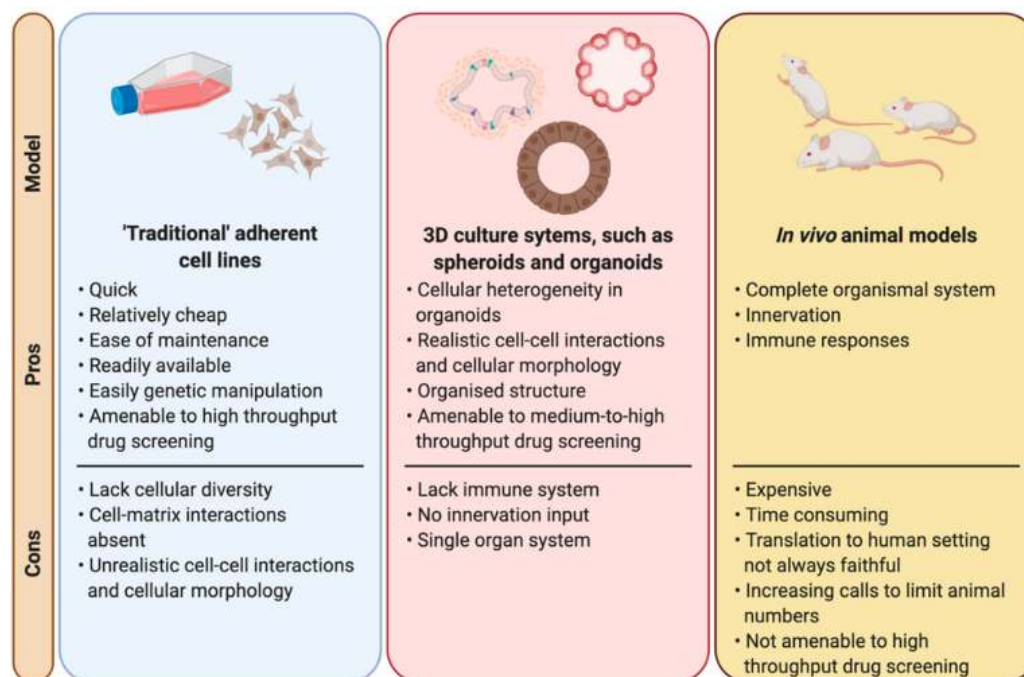 Model
'Traditional' adherent
cell lines
3D culture sytems, such as
spheroids and organoids
In vivo animal models
Pros
• Quick
• Relatively cheap
• Ease of maintenance
• Readily available
• Easily genetic manipulation
• Amenable to high throughput
drug screening
• Cellular heterogeneity in
organoids
• Realistic cell-cell interactions
and cellular morphology
• Organised structure
• Amenable to medium-to-high
throughput drug screening
• Complete organismal system
• Innervation
• Immune responses
Cons
• Lack cellular diversity
• Cell-matrix interactions
absent
• Unrealistic cell-cell interactions
and cellular morphology
• Lack immune system
• No innervation input
• Single organ system
• Expensive
• Time consuming
• Translation to human setting
not always faithful
• Increasing calls to limit animal
numbers
• Not amenable to high
throughput drug screening